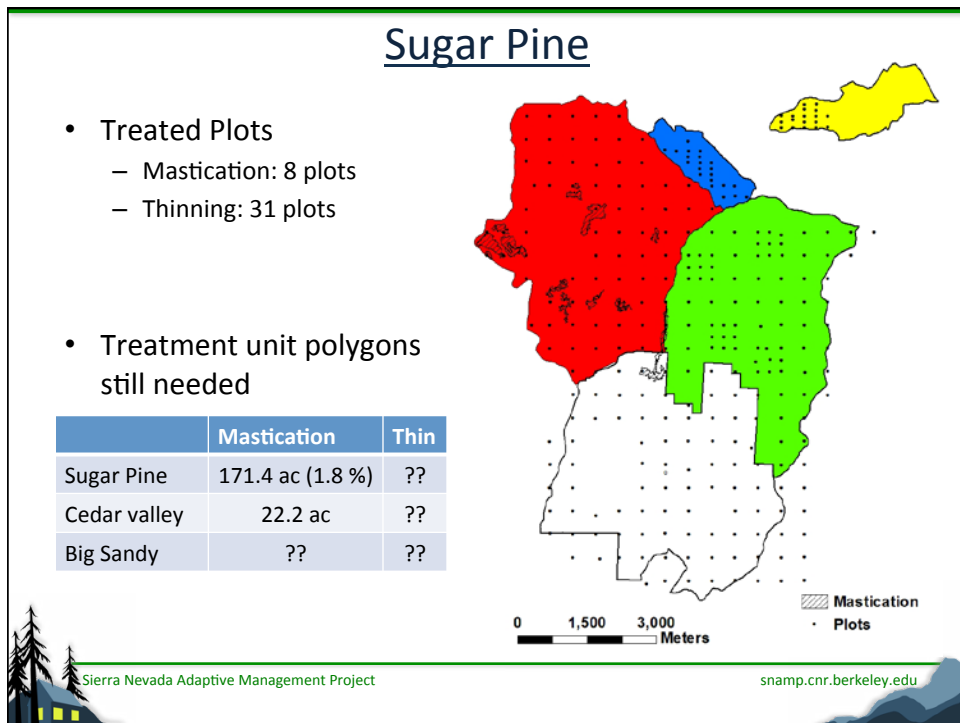 Sugar Pine
• Treated Plots
– Mastication: 8 plots
– Thinning: 31 plots
• Treatment unit polygons
still needed
Mastication Thin
Sugar Pine 171.4 ac (1.8 %) ??
Cedar valley 22.2 ac ??
Big Sandy ?? ??
Mastication
Plots
0 1,500 3,000
Meters
Sierra Nevada Adaptive Management Project
snamp.cnr.berkeley.edu